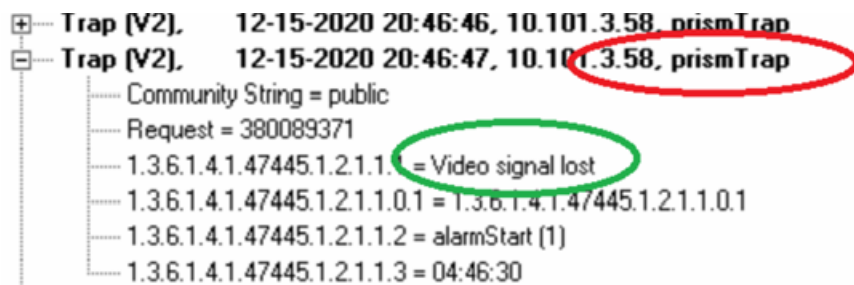 Trap (V2), 12-15-2020 20:46:46, 10.101.3.58, prismTrap
Trap (V2), 12-15-2020 20:46:47, 10.101.3.58, prismTrap
Community String = public
Request = 380089371
1.3.6.1.4.1.47445.1.2.1.1.1 = Video signal lost
1.3.6.1.4.1.47445.1.2.1.1.0.1 = 1.3.6.1.4.1.47445.1.2.1.1.0.1
1.3.6.1.4.1.47445.1.2.1.1.2 = alarmStart (1)
1.3.6.1.4.1.47445.1.2.1.1.3 = 04:46:30